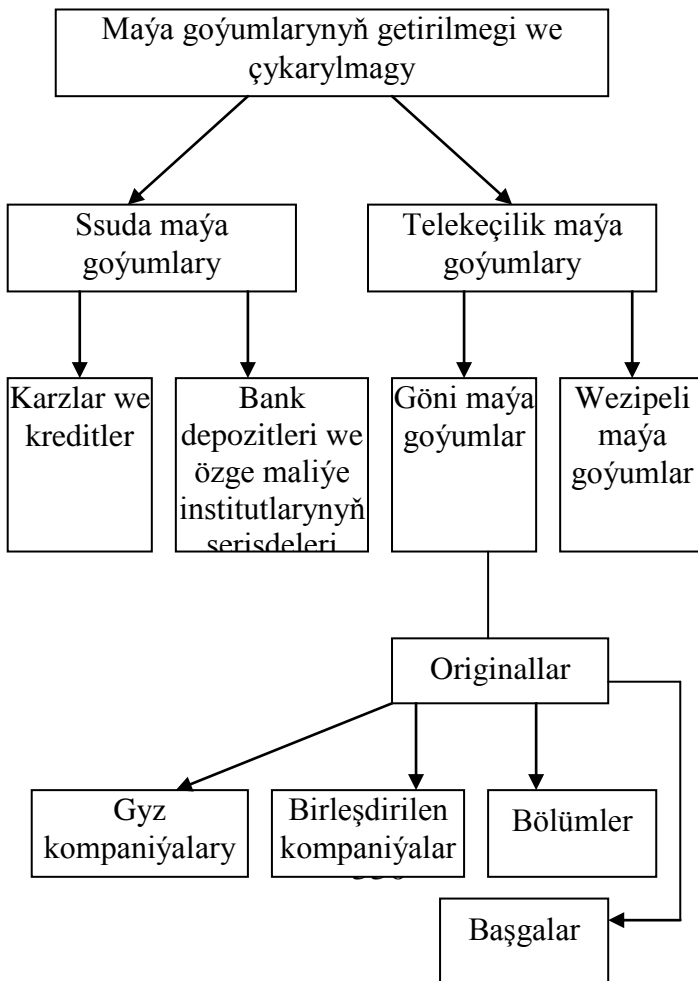 Maýa goýumlarynyň getirilmegi we
çykarylmagy
Ssuda maýa
goýumlary
Telekeçilik maýa
goýumlary
Karzlar we
kreditler
Bank
depozitleri we
özge maliýe
institutlarynyň
serişdeleri
Göni maýa
goýumlar
Wezipeli
maýa
goýumlar
Originallar
Gyz
kompaniýalary
Birleşdirilen
kompaniýalar
Bölümler
Başgalar